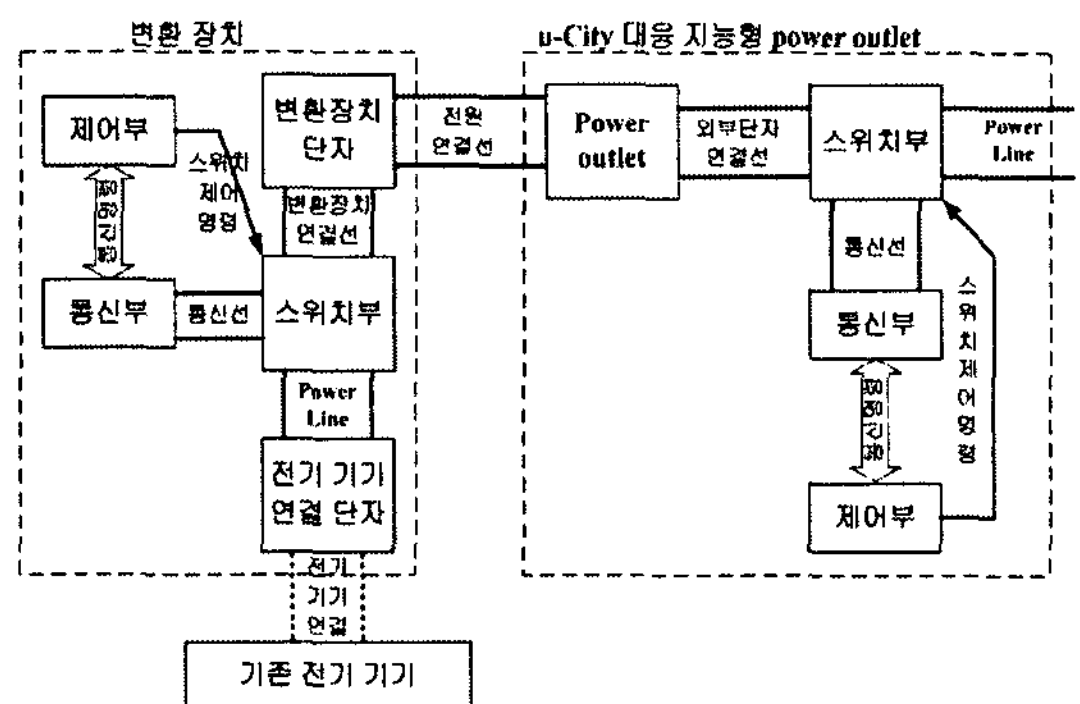 변환 장치
제어부
스위치
제어
명령
변환장치
단자
변환장치
연결선
통신부
통신선
스위치부
Power
Line
전기 기기
연결 단자
전기
기기
연결
기존 전기 기기
전원
연결선
u-City 대응 지능형 power outlet
Power
outlet
외부단자
연결선
스위치부
Power
Line
통신선
통신부
제어부
스위치제어명령